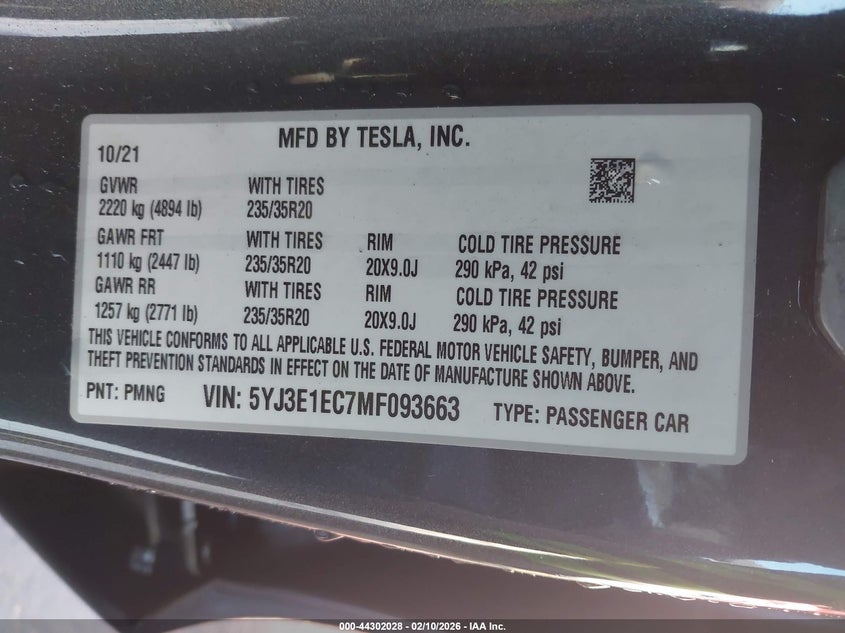 MFD BY TESLA, INC.
10/21
GVWR WITH TIRES
2220 kg (4894 lb) 235/35R20
GAWR FRT WITH TIRES RIM COLD TIRE PRESSURE
1110 kg (2447 lb) 235/35R20 20X9.0J 290 kPa, 42 psi
GAWR RR WITH TIRES RIM COLD TIRE PRESSURE
1257 kg (2771 lb) 235/35R20 20X9.0J 290 kPa, 42 psi
THIS VEHICLE CONFORMS TO ALL APPLICABLE U.S. FEDERAL MOTOR VEHICLE SAFETY, BUMPER, AND
THEFT PREVENTION STANDARDS IN EFFECT ON THE DATE OF MANUFACTURE SHOWN ABOVE.
PNT: PMNG VIN: 5YJ3E1EC7MF093663 TYPE: PASSENGER CAR
000-44302028 - 02/10/2026 - IAA Inc.